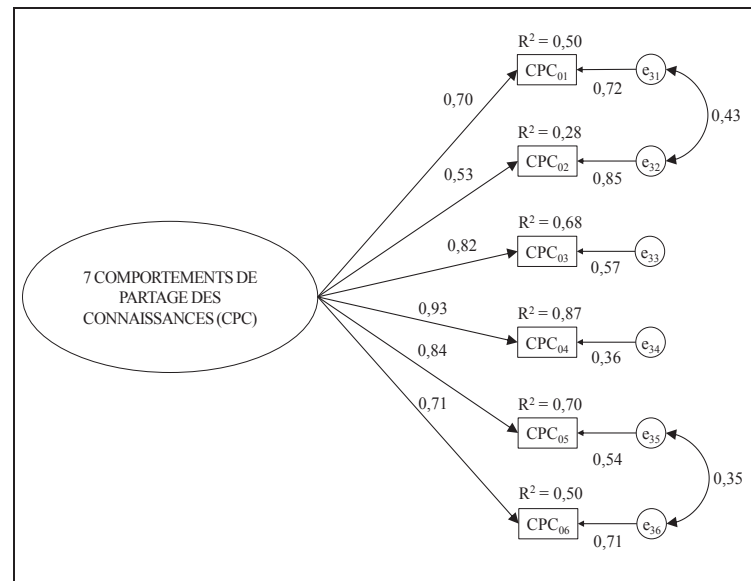 R² = 0,50
CPC₀₁
e₃₁
0,72
0,70
0,43
R² = 0,28
CPC₀₂
e₃₂
0,85
0,53
R² = 0,68
CPC₀₃
e₃₃
0,57
0,82
7 COMPORTEMENTS DE
PARTAGE DES
CONNAISSANCES (CPC)
0,93
R² = 0,87
CPC₀₄
e₃₄
0,36
0,84
R² = 0,70
CPC₀₅
e₃₅
0,54
0,71
0,35
R² = 0,50
CPC₀₆
e₃₆
0,71